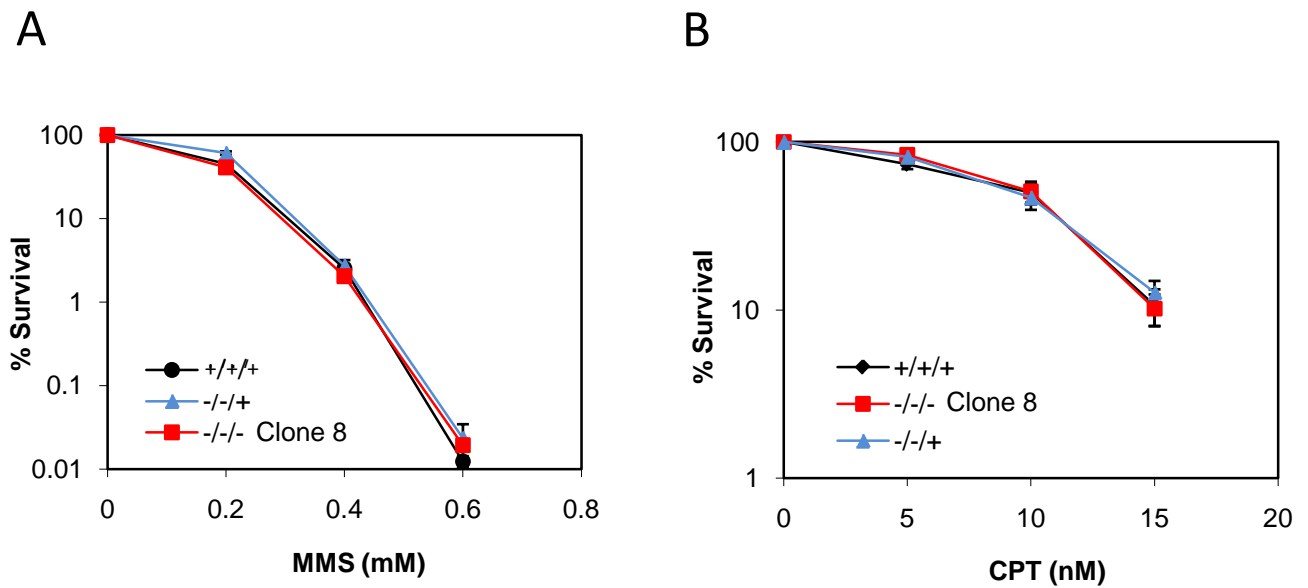 A
B
% Survival
100
10
1
0.1
0.01
+/+/+
-/-/+
-/-/- Clone 8
0 0.2 0.4 0.6 0.8
MMS (mM)
% Survival
100
10
1
+/+/+
-/-/- Clone 8
-/-/+
0 5 10 15 20
CPT (nM)